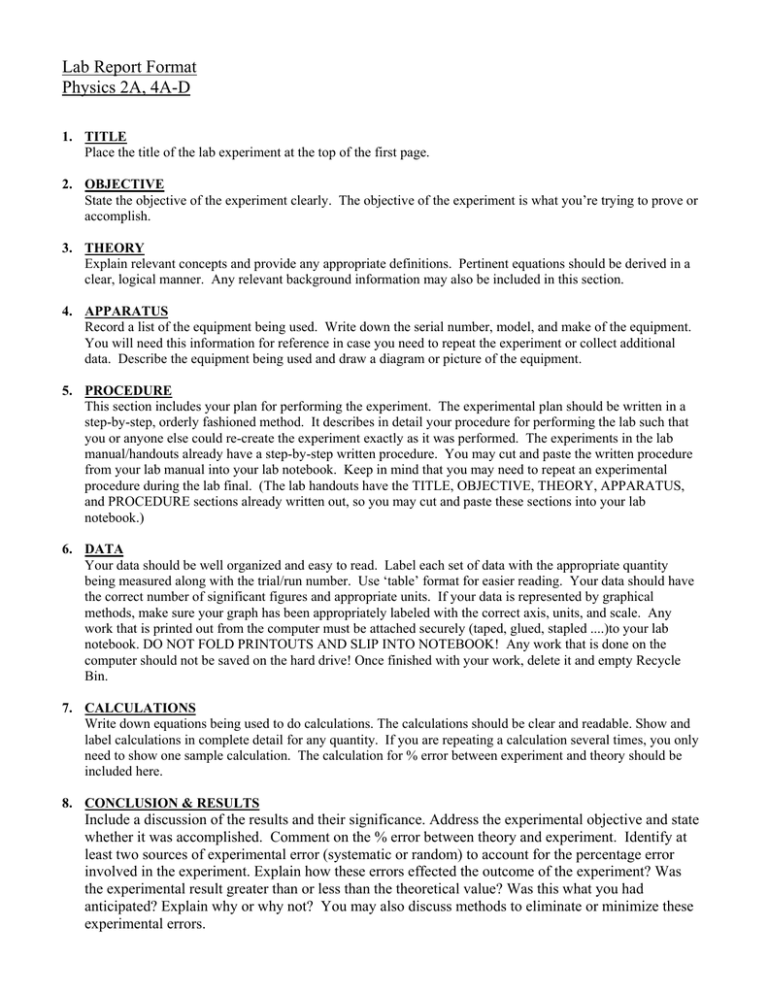 Lab Report Format
Physics 2A, 4A-D
1. TITLE
Place the title of the lab experiment at the top of the first page.
2. OBJECTIVE
State the objective of the experiment clearly. The objective of the experiment is what you’re trying to prove or
accomplish.
3. THEORY
Explain relevant concepts and provide any appropriate definitions. Pertinent equations should be derived in a
clear, logical manner. Any relevant background information may also be included in this section.
4. APPARATUS
Record a list of the equipment being used. Write down the serial number, model, and make of the equipment.
You will need this information for reference in case you need to repeat the experiment or collect additional
data. Describe the equipment being used and draw a diagram or picture of the equipment.
5. PROCEDURE
This section includes your plan for performing the experiment. The experimental plan should be written in a
step-by-step, orderly fashioned method. It describes in detail your procedure for performing the lab such that
you or anyone else could re-create the experiment exactly as it was performed. The experiments in the lab
manual/handouts already have a step-by-step written procedure. You may cut and paste the written procedure
from your lab manual into your lab notebook. Keep in mind that you may need to repeat an experimental
procedure during the lab final. (The lab handouts have the TITLE, OBJECTIVE, THEORY, APPARATUS,
and PROCEDURE sections already written out, so you may cut and paste these sections into your lab
notebook.)
6. DATA
Your data should be well organized and easy to read. Label each set of data with the appropriate quantity
being measured along with the trial/run number. Use ‘table’ format for easier reading. Your data should have
the correct number of significant figures and appropriate units. If your data is represented by graphical
methods, make sure your graph has been appropriately labeled with the correct axis, units, and scale. Any
work that is printed out from the computer must be attached securely (taped, glued, stapled ....)to your lab
notebook. DO NOT FOLD PRINTOUTS AND SLIP INTO NOTEBOOK! Any work that is done on the
computer should not be saved on the hard drive! Once finished with your work, delete it and empty Recycle
Bin.
7. CALCULATIONS
Write down equations being used to do calculations. The calculations should be clear and readable. Show and
label calculations in complete detail for any quantity. If you are repeating a calculation several times, you only
need to show one sample calculation. The calculation for % error between experiment and theory should be
included here.
8. CONCLUSION & RESULTS
Include a discussion of the results and their significance. Address the experimental objective and state
whether it was accomplished. Comment on the % error between theory and experiment. Identify at
least two sources of experimental error (systematic or random) to account for the percentage error
involved in the experiment. Explain how these errors effected the outcome of the experiment? Was
the experimental result greater than or less than the theoretical value? Was this what you had
anticipated? Explain why or why not? You may also discuss methods to eliminate or minimize these
experimental errors.